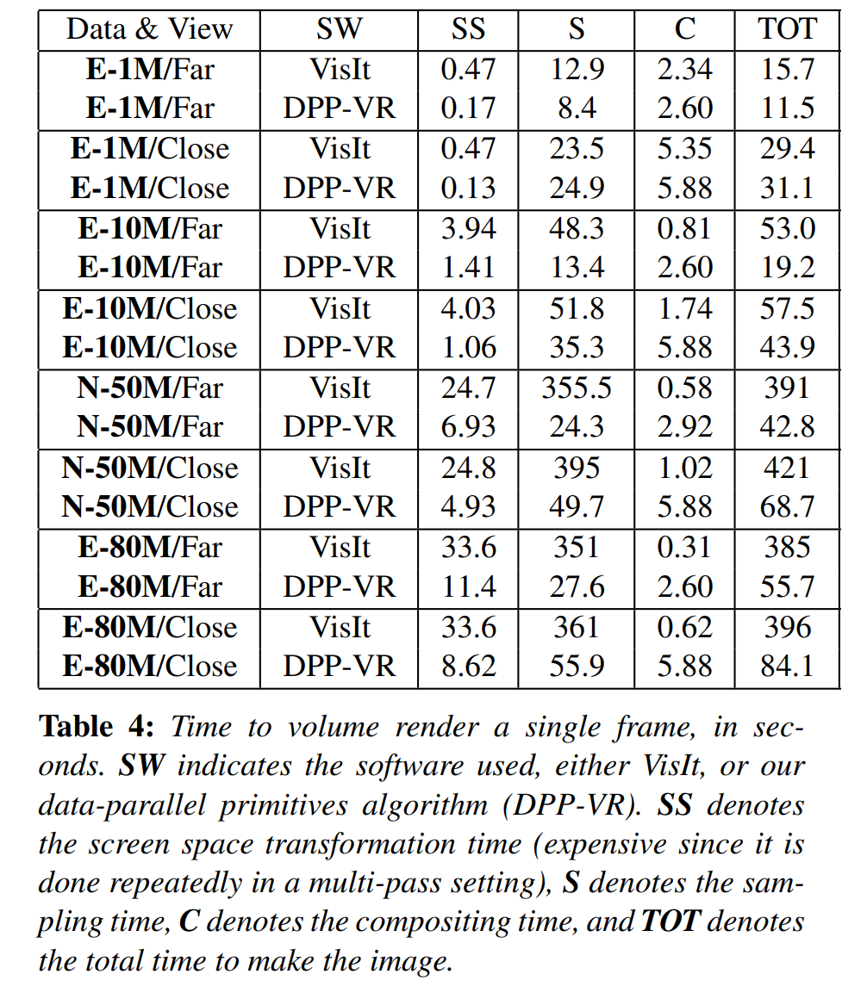 Data & View SW SS S C TOT
E-1M/Far VisIt 0.47 12.9 2.34 15.7
E-1M/Far DPP-VR 0.17 8.4 2.60 11.5
E-1M/Close VisIt 0.47 23.5 5.35 29.4
E-1M/Close DPP-VR 0.13 24.9 5.88 31.1
E-10M/Far VisIt 3.94 48.3 0.81 53.0
E-10M/Far DPP-VR 1.41 13.4 2.60 19.2
E-10M/Close VisIt 4.03 51.8 1.74 57.5
E-10M/Close DPP-VR 1.06 35.3 5.88 43.9
N-50M/Far VisIt 24.7 355.5 0.58 391
N-50M/Far DPP-VR 6.93 24.3 2.92 42.8
N-50M/Close VisIt 24.8 395 1.02 421
N-50M/Close DPP-VR 4.93 49.7 5.88 68.7
E-80M/Far VisIt 33.6 351 0.31 385
E-80M/Far DPP-VR 11.4 27.6 2.60 55.7
E-80M/Close VisIt 33.6 361 0.62 396
E-80M/Close DPP-VR 8.62 55.9 5.88 84.1
Table 4: Time to volume render a single frame, in sec-
onds. SW indicates the software used, either VisIt, or our
data-parallel primitives algorithm (DPP-VR). SS denotes
the screen space transformation time (expensive since it is
done repeatedly in a multi-pass setting), S denotes the sam-
pling time, C denotes the compositing time, and TOT denotes
the total time to make the image.